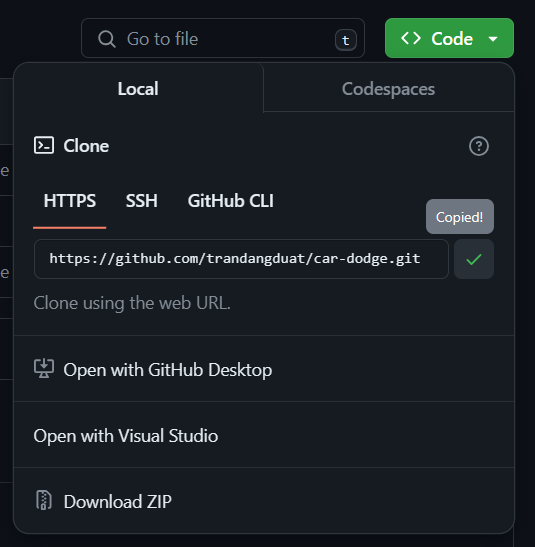 Go to file
t
Code
Local
Codespaces
Clone
HTTPS
SSH
GitHub CLI
Copied!
https://github.com/trandangduat/car-dodge.git
Clone using the web URL.
Open with GitHub Desktop
Open with Visual Studio
Download ZIP
e
e